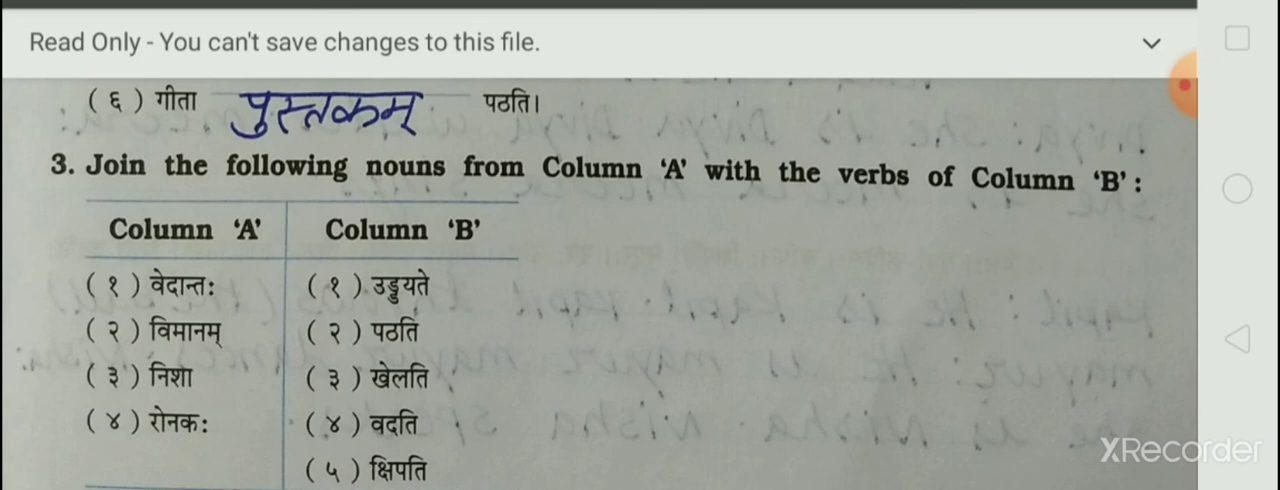 Read Only - You can't save changes to this file.
( ६ ) गीता पुस्तकम् पठति।
3. Join the following nouns from Column ‘A’ with the verbs of Column ‘B’ :
Column ‘A’ Column ‘B’
( १ ) वेदान्तः ( १ ) उड्डयते
( २ ) विमानम् ( २ ) पठति
( ३ ) निशा ( ३ ) खेलति
( ४ ) रोनकः ( ४ ) वदति
( ५ ) क्षिपति
XRecorder